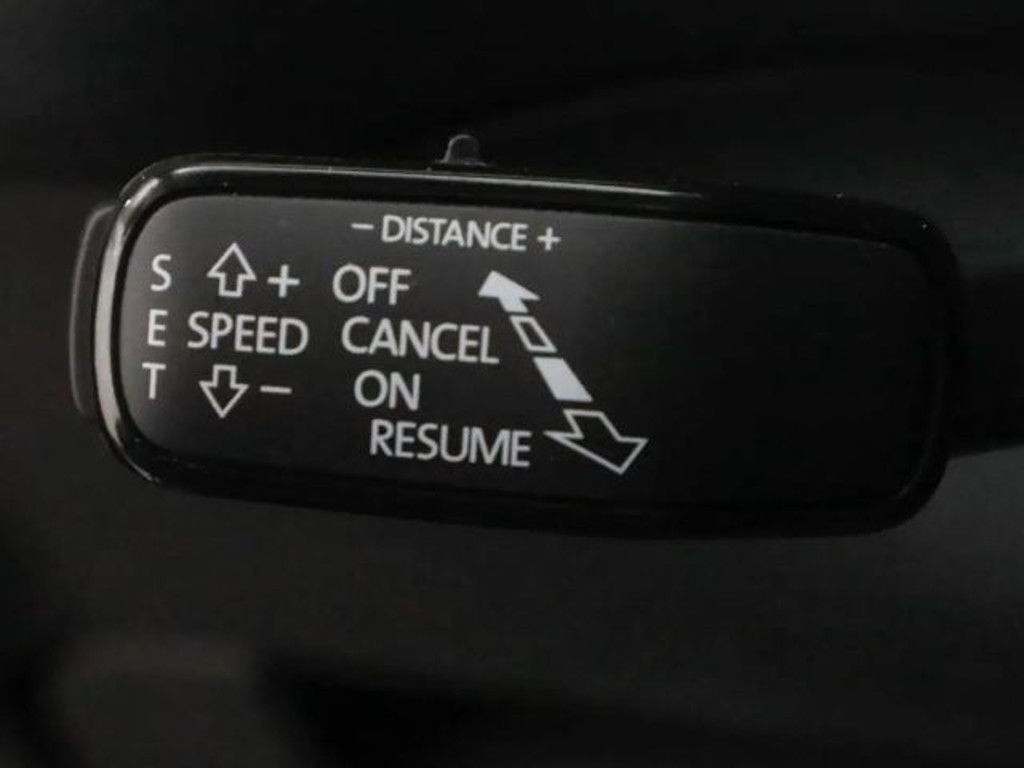 - DISTANCE +
S + OFF
E SPEED CANCEL
T - ON
RESUME